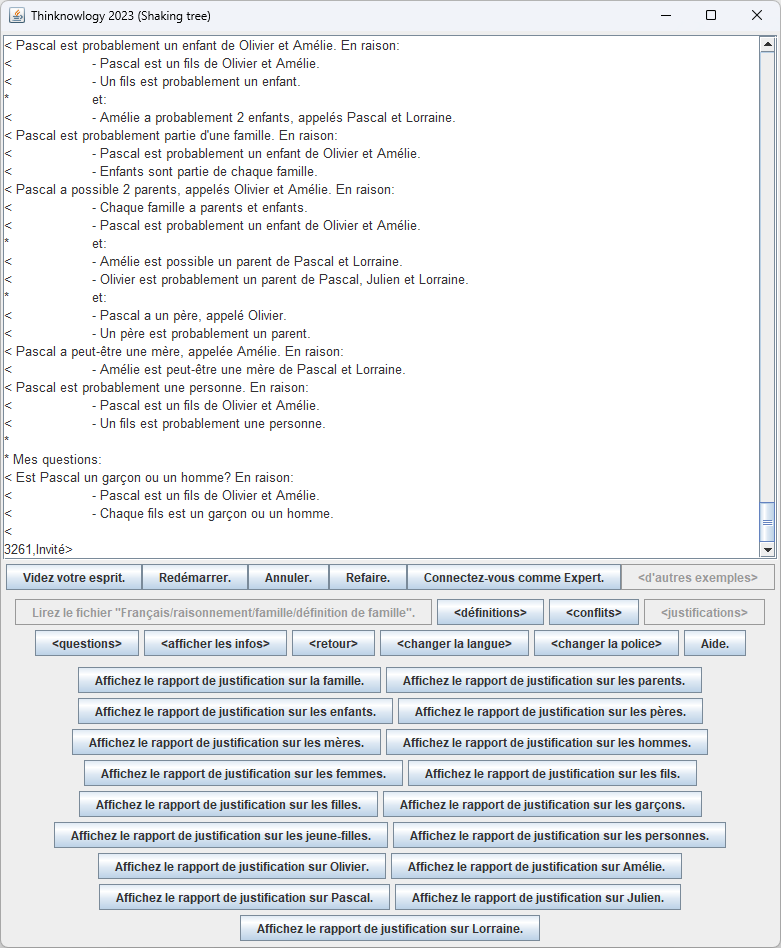 Thinknowlogy 2023 (Shaking tree)
< Pascal est probablement un enfant de Olivier et Amélie. En raison:
< - Pascal est un fils de Olivier et Amélie.
< - Un fils est probablement un enfant.
* et:
< - Amélie a probablement 2 enfants, appelés Pascal et Lorraine.
< Pascal est probablement partie d'une famille. En raison:
< - Pascal est probablement un enfant de Olivier et Amélie.
< - Enfants sont partie de chaque famille.
< Pascal a possible 2 parents, appelés Olivier et Amélie. En raison:
< - Chaque famille a parents et enfants.
< - Pascal est probablement un enfant de Olivier et Amélie.
* et:
< - Amélie est possible un parent de Pascal et Lorraine.
< - Olivier est probablement un parent de Pascal, Julien et Lorraine.
* et:
< - Pascal a un père, appelé Olivier.
< - Un père est probablement un parent.
< Pascal a peut-être une mère, appelée Amélie. En raison:
< - Amélie est peut-être une mère de Pascal et Lorraine.
< Pascal est probablement une personne. En raison:
< - Pascal est un fils de Olivier et Amélie.
< - Un fils est probablement une personne.
*
* Mes questions:
< Est Pascal un garçon ou un homme? En raison:
< - Pascal est un fils de Olivier et Amélie.
< - Chaque fils est un garçon ou un homme.
<
3261,Invité>
Videz votre esprit. Redémarrer. Annuler. Refaire. Connectez-vous comme Expert. <d'autres exemples>
Lirez le fichier "Français/raisonnement/famille/définition de famille". <définitions> <conflits> <justifications>
<questions> <afficher les infos> <retour> <changer la langue> <changer la police> Aide.
Affichez le rapport de justification sur la famille. Affichez le rapport de justification sur les parents.
Affichez le rapport de justification sur les enfants. Affichez le rapport de justification sur les pères.
Affichez le rapport de justification sur les mères. Affichez le rapport de justification sur les hommes.
Affichez le rapport de justification sur les femmes. Affichez le rapport de justification sur les fils.
Affichez le rapport de justification sur les filles. Affichez le rapport de justification sur les garçons.
Affichez le rapport de justification sur les jeune-filles. Affichez le rapport de justification sur les personnes.
Affichez le rapport de justification sur Olivier. Affichez le rapport de justification sur Amélie.
Affichez le rapport de justification sur Pascal. Affichez le rapport de justification sur Julien.
Affichez le rapport de justification sur Lorraine.